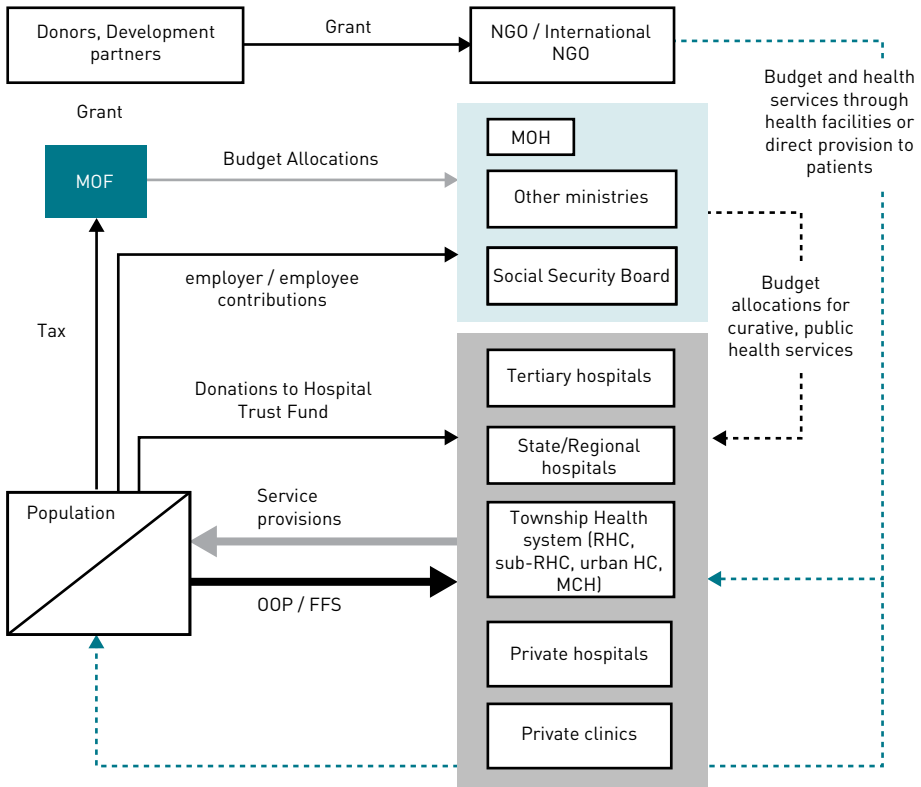 Donors, Development
partners
Grant
NGO / International
NGO
Budget and health
services through
health facilities or
direct provision to
patients
Grant
MOF
Budget Allocations
MOH
Other ministries
Social Security Board
employer / employee
contributions
Tax
Budget
allocations for
curative, public
health services
Donations to Hospital
Trust Fund
Tertiary hospitals
State/Regional
hospitals
Population
Service
provisions
Township Health
system (RHC,
sub-RHC, urban HC,
MCH)
OOP / FFS
Private hospitals
Private clinics